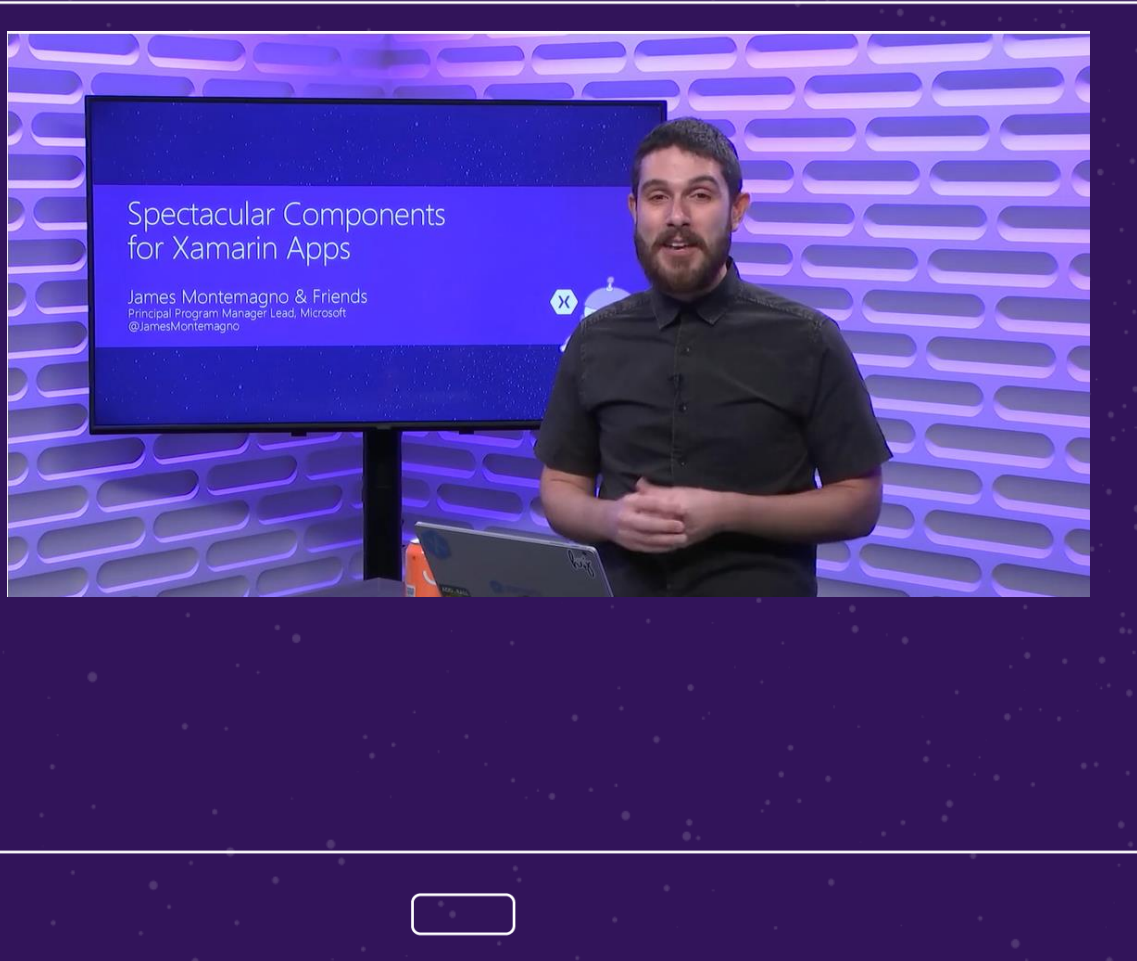 Spectacular Components
for Xamarin Apps
James Montemagno & Friends
Principal Program Manager Lead, Microsoft
@JamesMontemagno